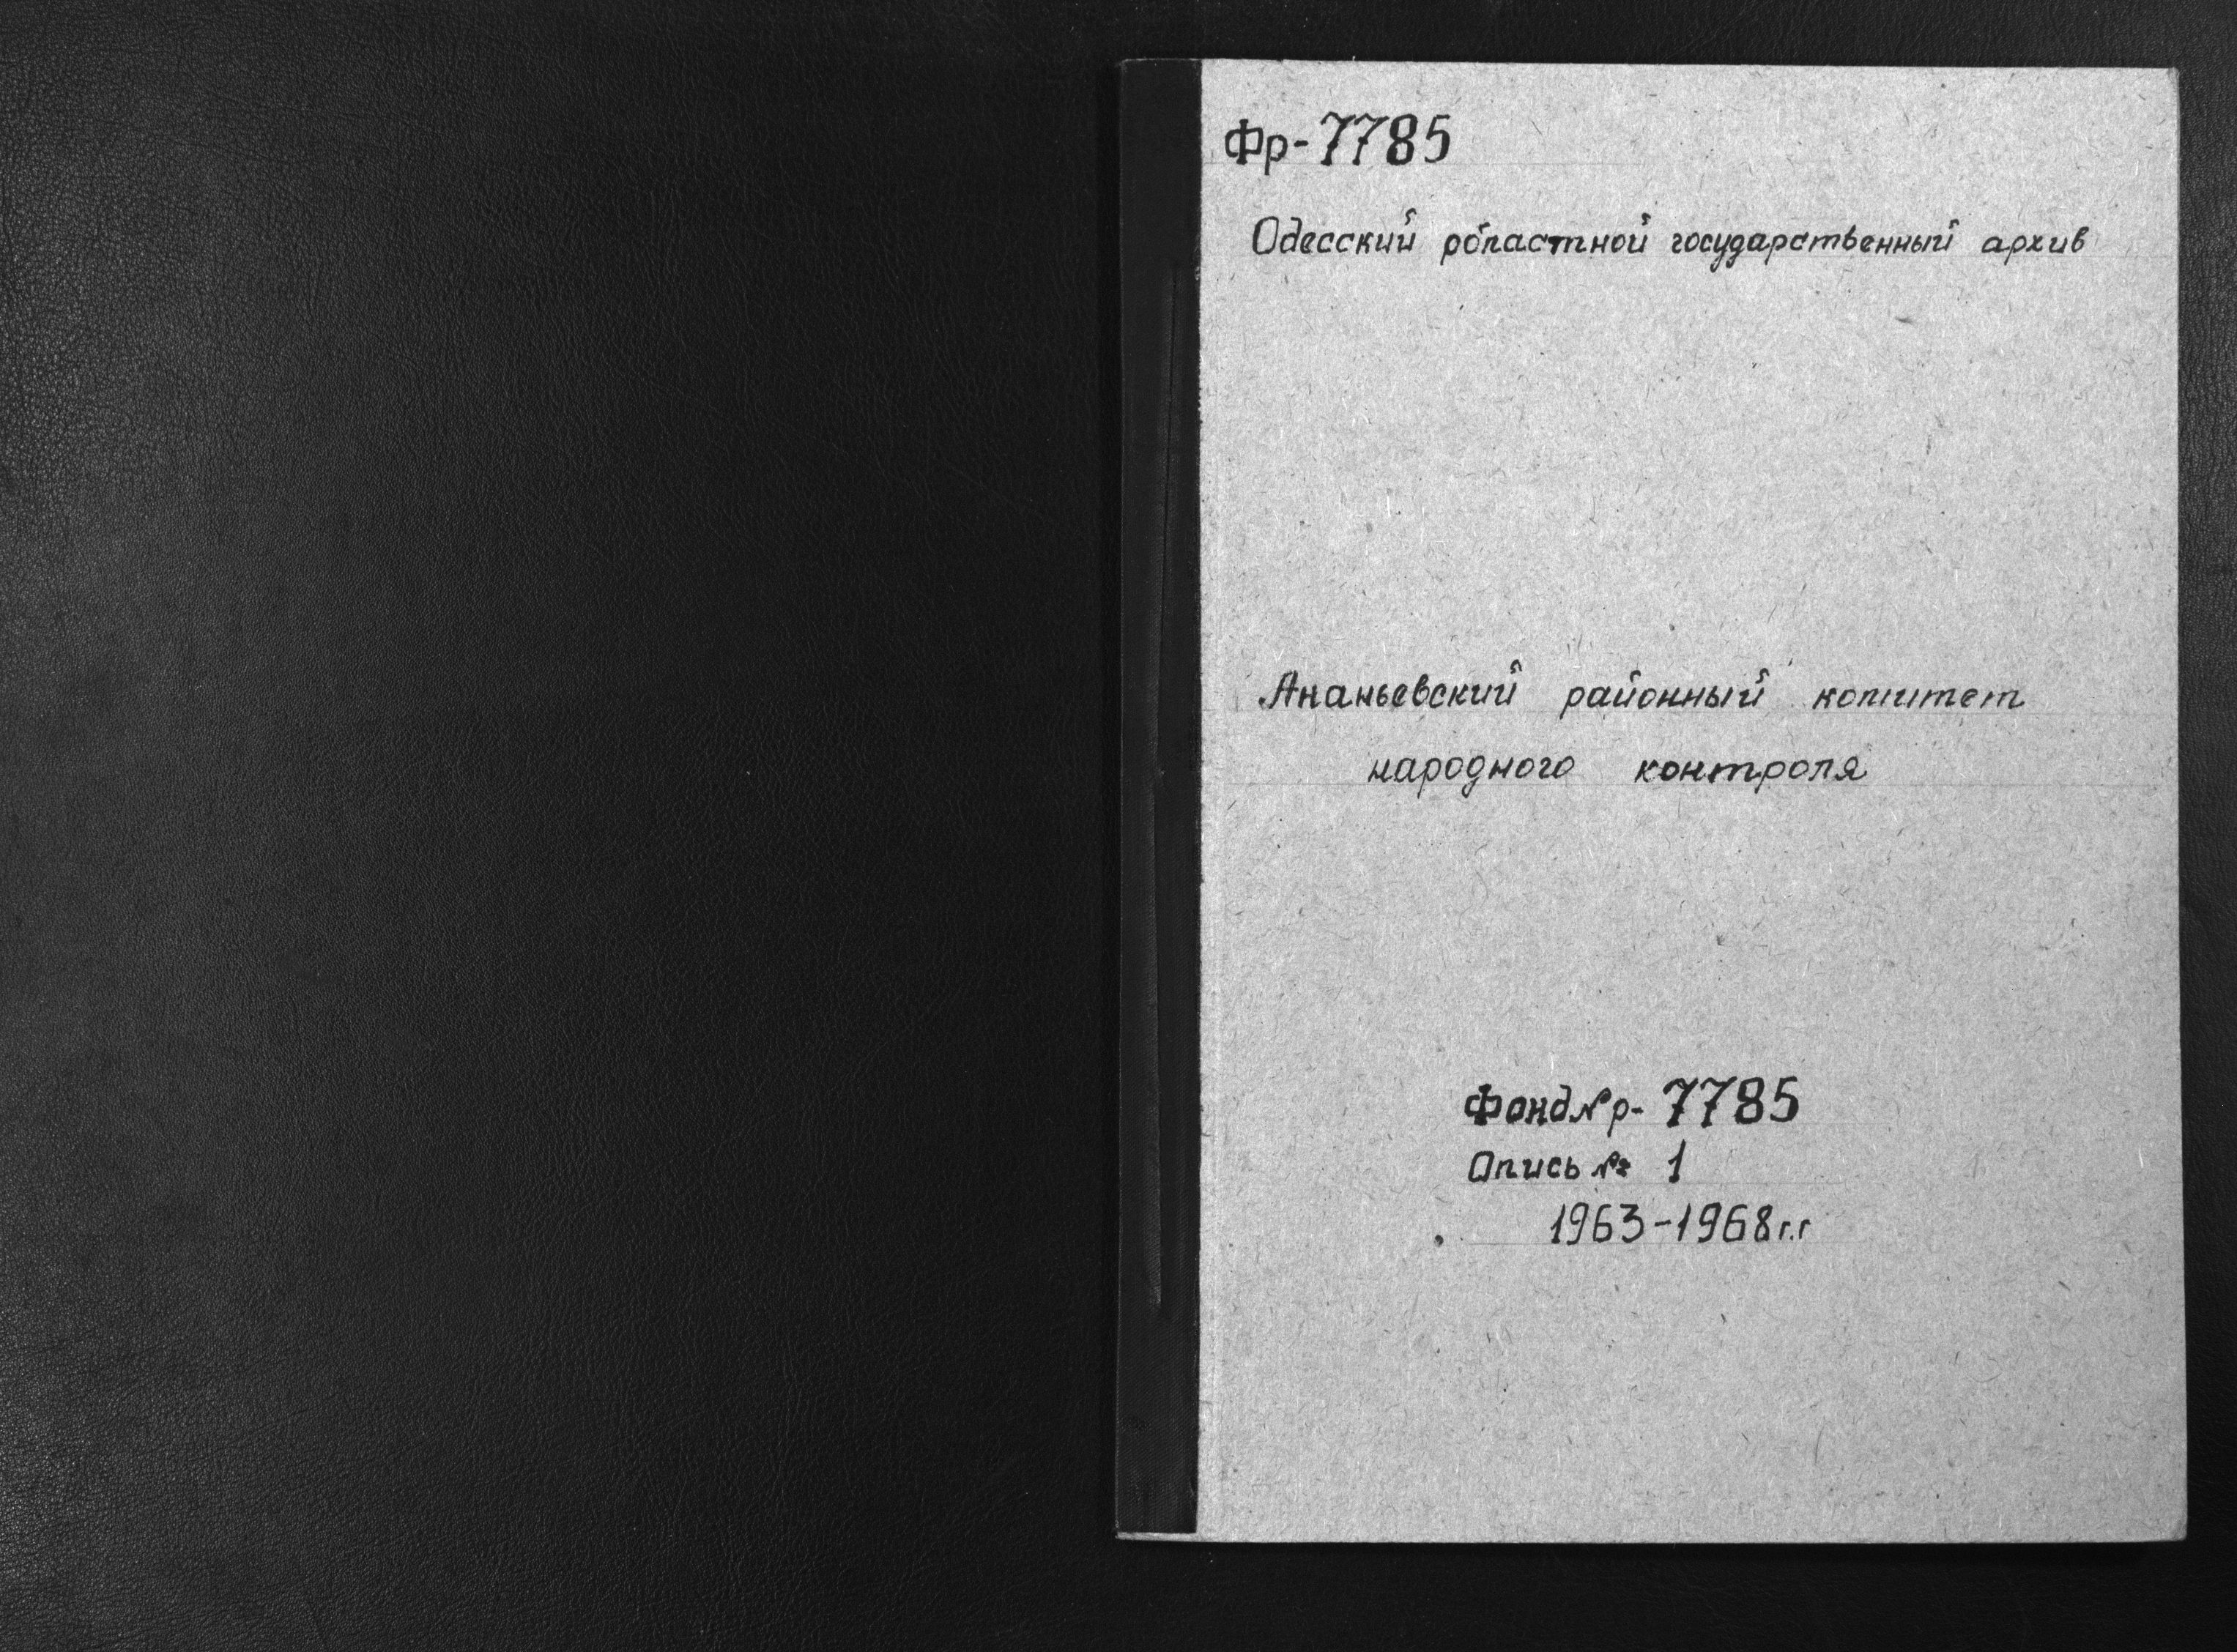 Фр-7785
Одесский областной государственный архив
Ананьевский районный комитет
народного контроля
Фонд № р- 7785
Опись № 1
1963-1968 г.г